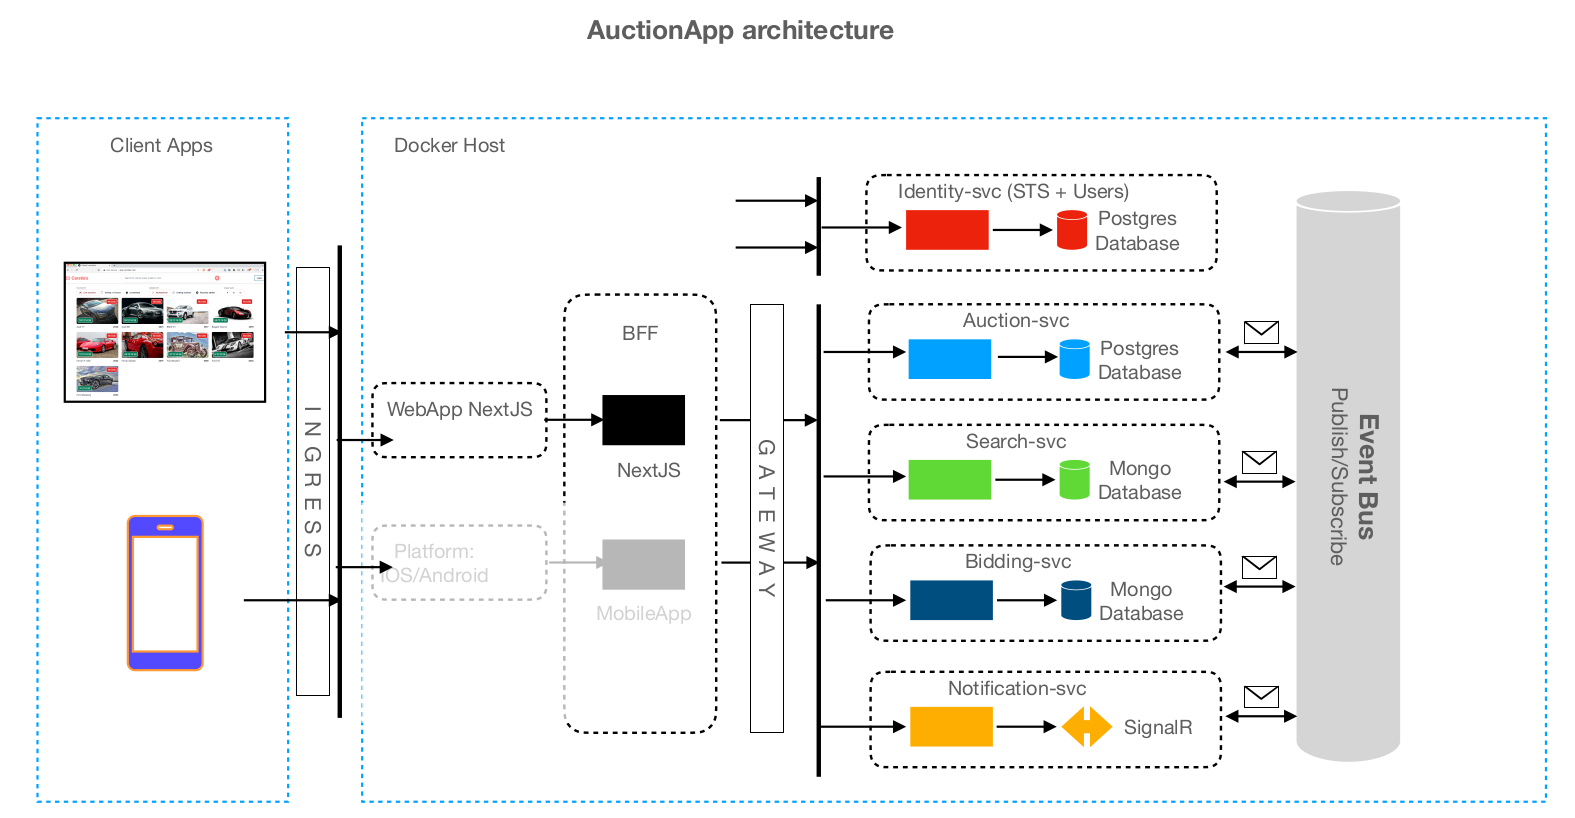 AuctionApp architecture
Client Apps
Docker Host
INGRESS
WebApp NextJS
Platform:
iOS/Android
BFF
NextJS
MobileApp
GATEWAY
Identity-svc (STS + Users)
Postgres
Database
Auction-svc
Postgres
Database
Search-svc
Mongo
Database
Bidding-svc
Mongo
Database
Notification-svc
SignalR
Event Bus
Publish/Subscribe